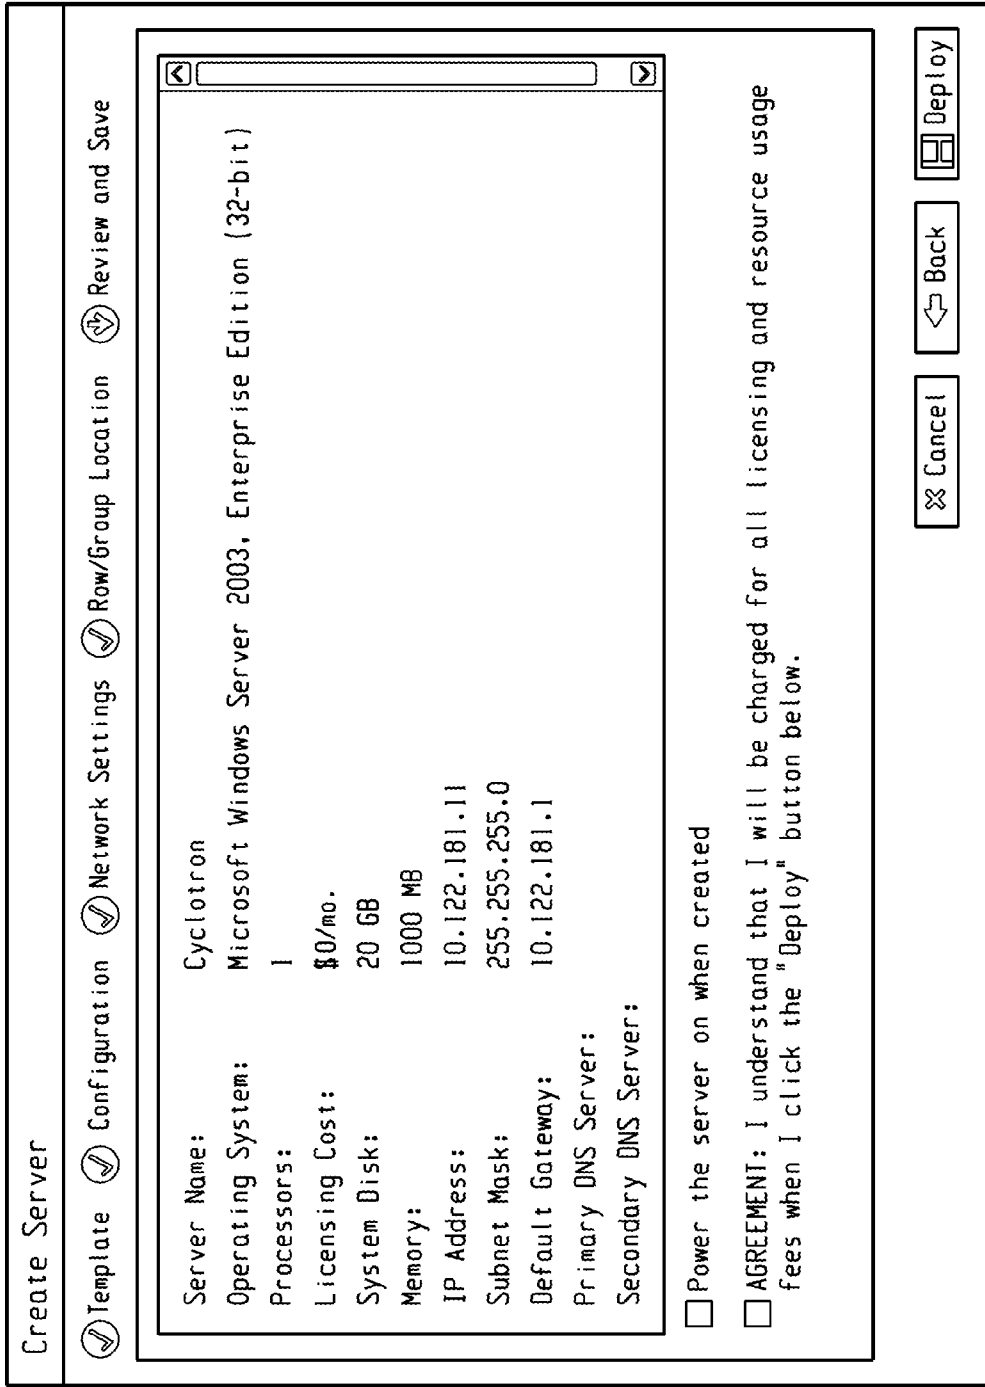 Create Server
Template Configuration Network Settings Row/Group Location Review and Save
Server Name: Cyclotron
Operating System: Microsoft Windows Server 2003, Enterprise Edition (32-bit)
Processors: 1
Licensing Cost: $0/mo.
System Disk: 20 GB
Memory: 1000 MB
IP Address: 10.122.181.11
Subnet Mask: 255.255.255.0
Default Gateway: 10.122.181.1
Primary DNS Server:
Secondary DNS Server:
Power the server on when created
AGREEMENT: I understand that I will be charged for all licensing and resource usage
fees when I click the "Deploy" button below.
Cancel Back Deploy